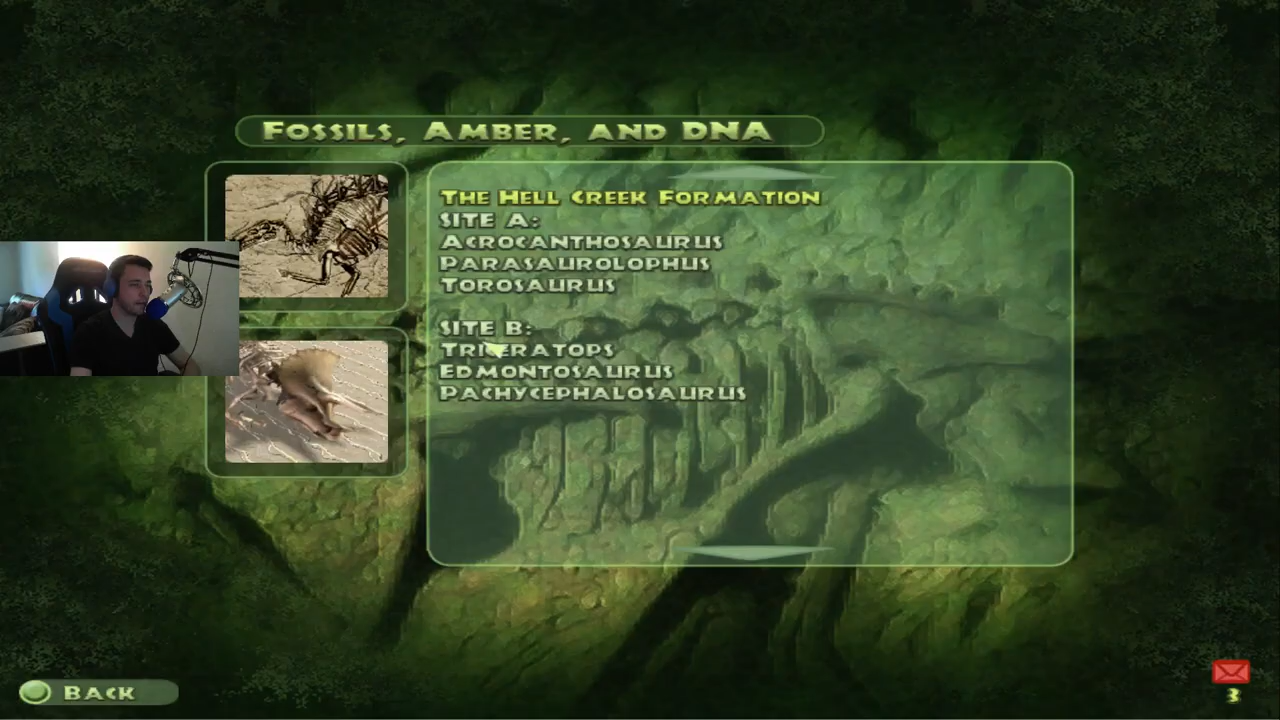 Fossils, Amber, and DNA
The Hell Creek Formation
Site A:
Acrocanthosaurus
Parasaurolophus
Torosaurus
Site B:
Triceratops
Edmontosaurus
Pachycephalosaurus
Back
3